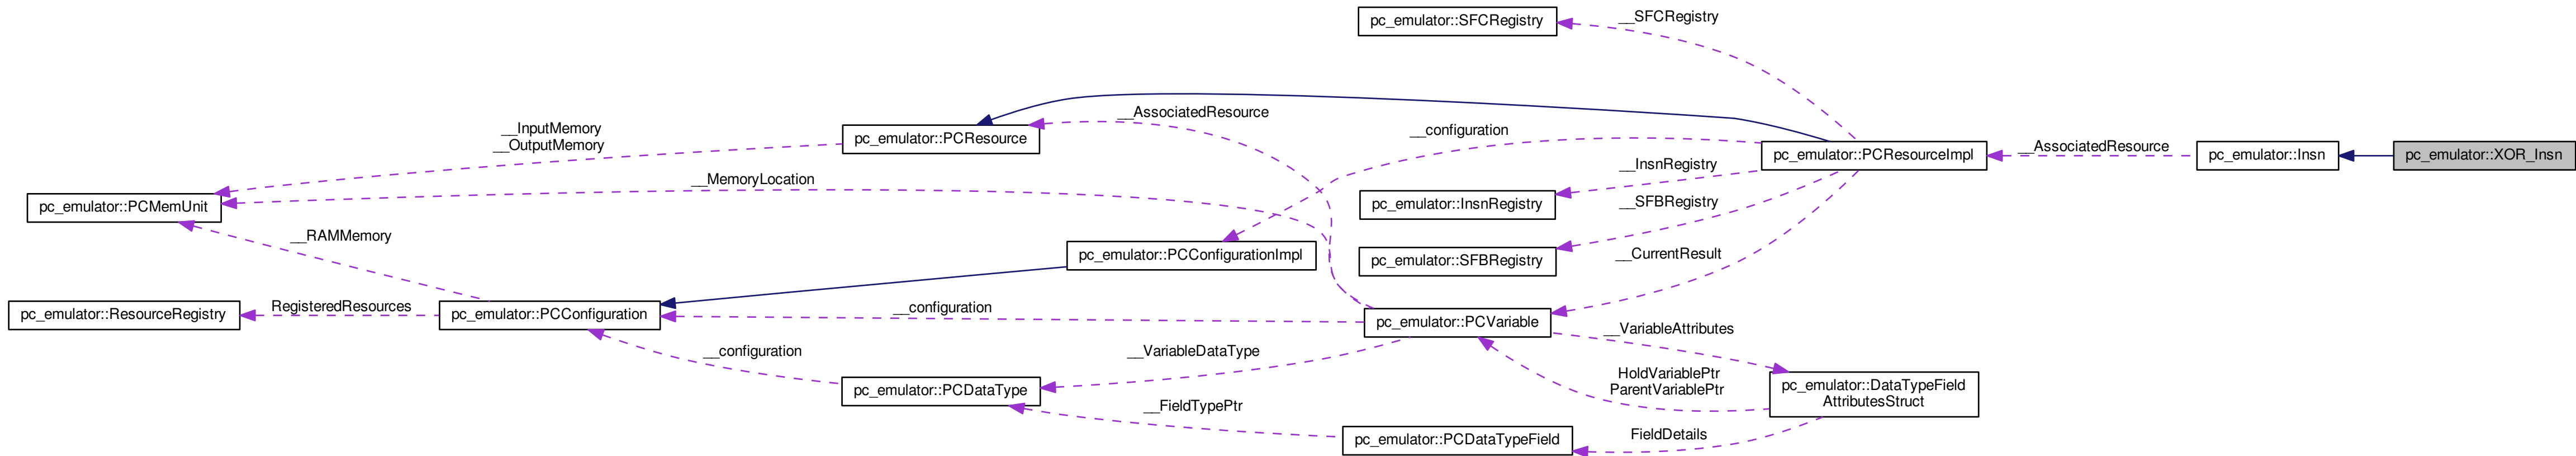 pc_emulator::SFCRegistry
__SFCRegistry
__AssociatedResource
__InputMemory
__OutputMemory
pc_emulator::PCResource
__configuration
pc_emulator::PCResourceImpl
__AssociatedResource
pc_emulator::Insn
pc_emulator::XOR_Insn
__InsnRegistry
__MemoryLocation
pc_emulator::PCMemUnit
pc_emulator::InsnRegistry
__SFBRegistry
__RAMMemory
pc_emulator::PCConfigurationImpl
pc_emulator::SFBRegistry
__CurrentResult
RegisteredResources
pc_emulator::ResourceRegistry
pc_emulator::PCConfiguration
__configuration
pc_emulator::PCVariable
__VariableAttributes
__configuration
__VariableDataType
HoldVariablePtr
ParentVariablePtr
pc_emulator::DataTypeField
AttributesStruct
pc_emulator::PCDataType
__FieldTypePtr
pc_emulator::PCDataTypeField
FieldDetails